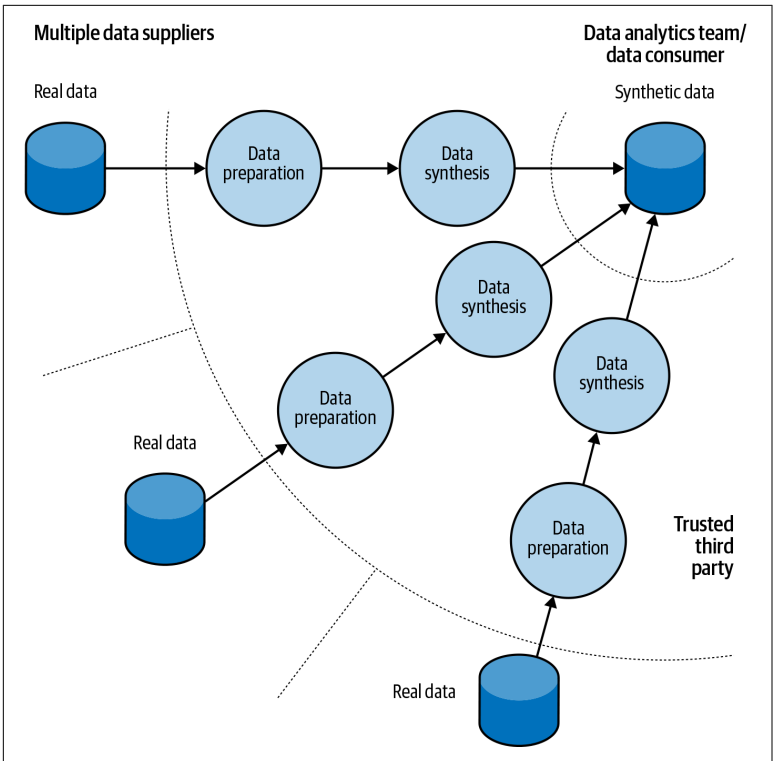 Multiple data suppliers
Data analytics team/
data consumer
Real data
Synthetic data
Data
preparation
Data
synthesis
Data
synthesis
Data
synthesis
Data
preparation
Real data
Data
preparation
Trusted
third
party
Real data